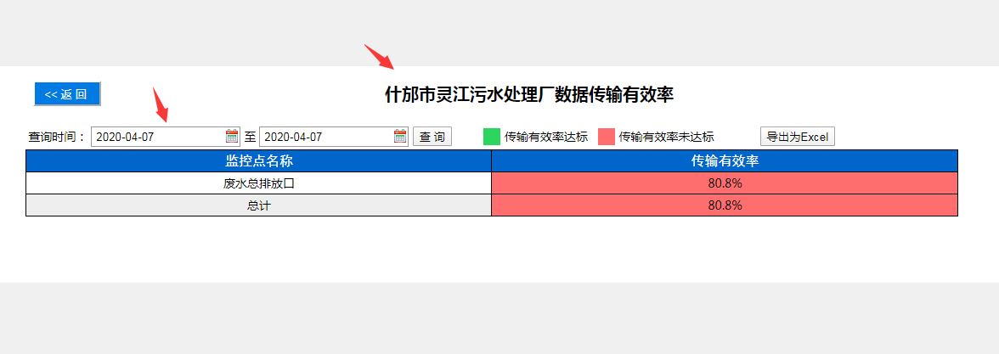 << 返 回
什邡市灵江污水处理厂数据传输有效率
查询时间： 2020-04-07 至 2020-04-07 查 询 传输有效率达标 传输有效率未达标 导出为Excel
监控点名称 传输有效率
废水总排放口 80.8%
总计 80.8%